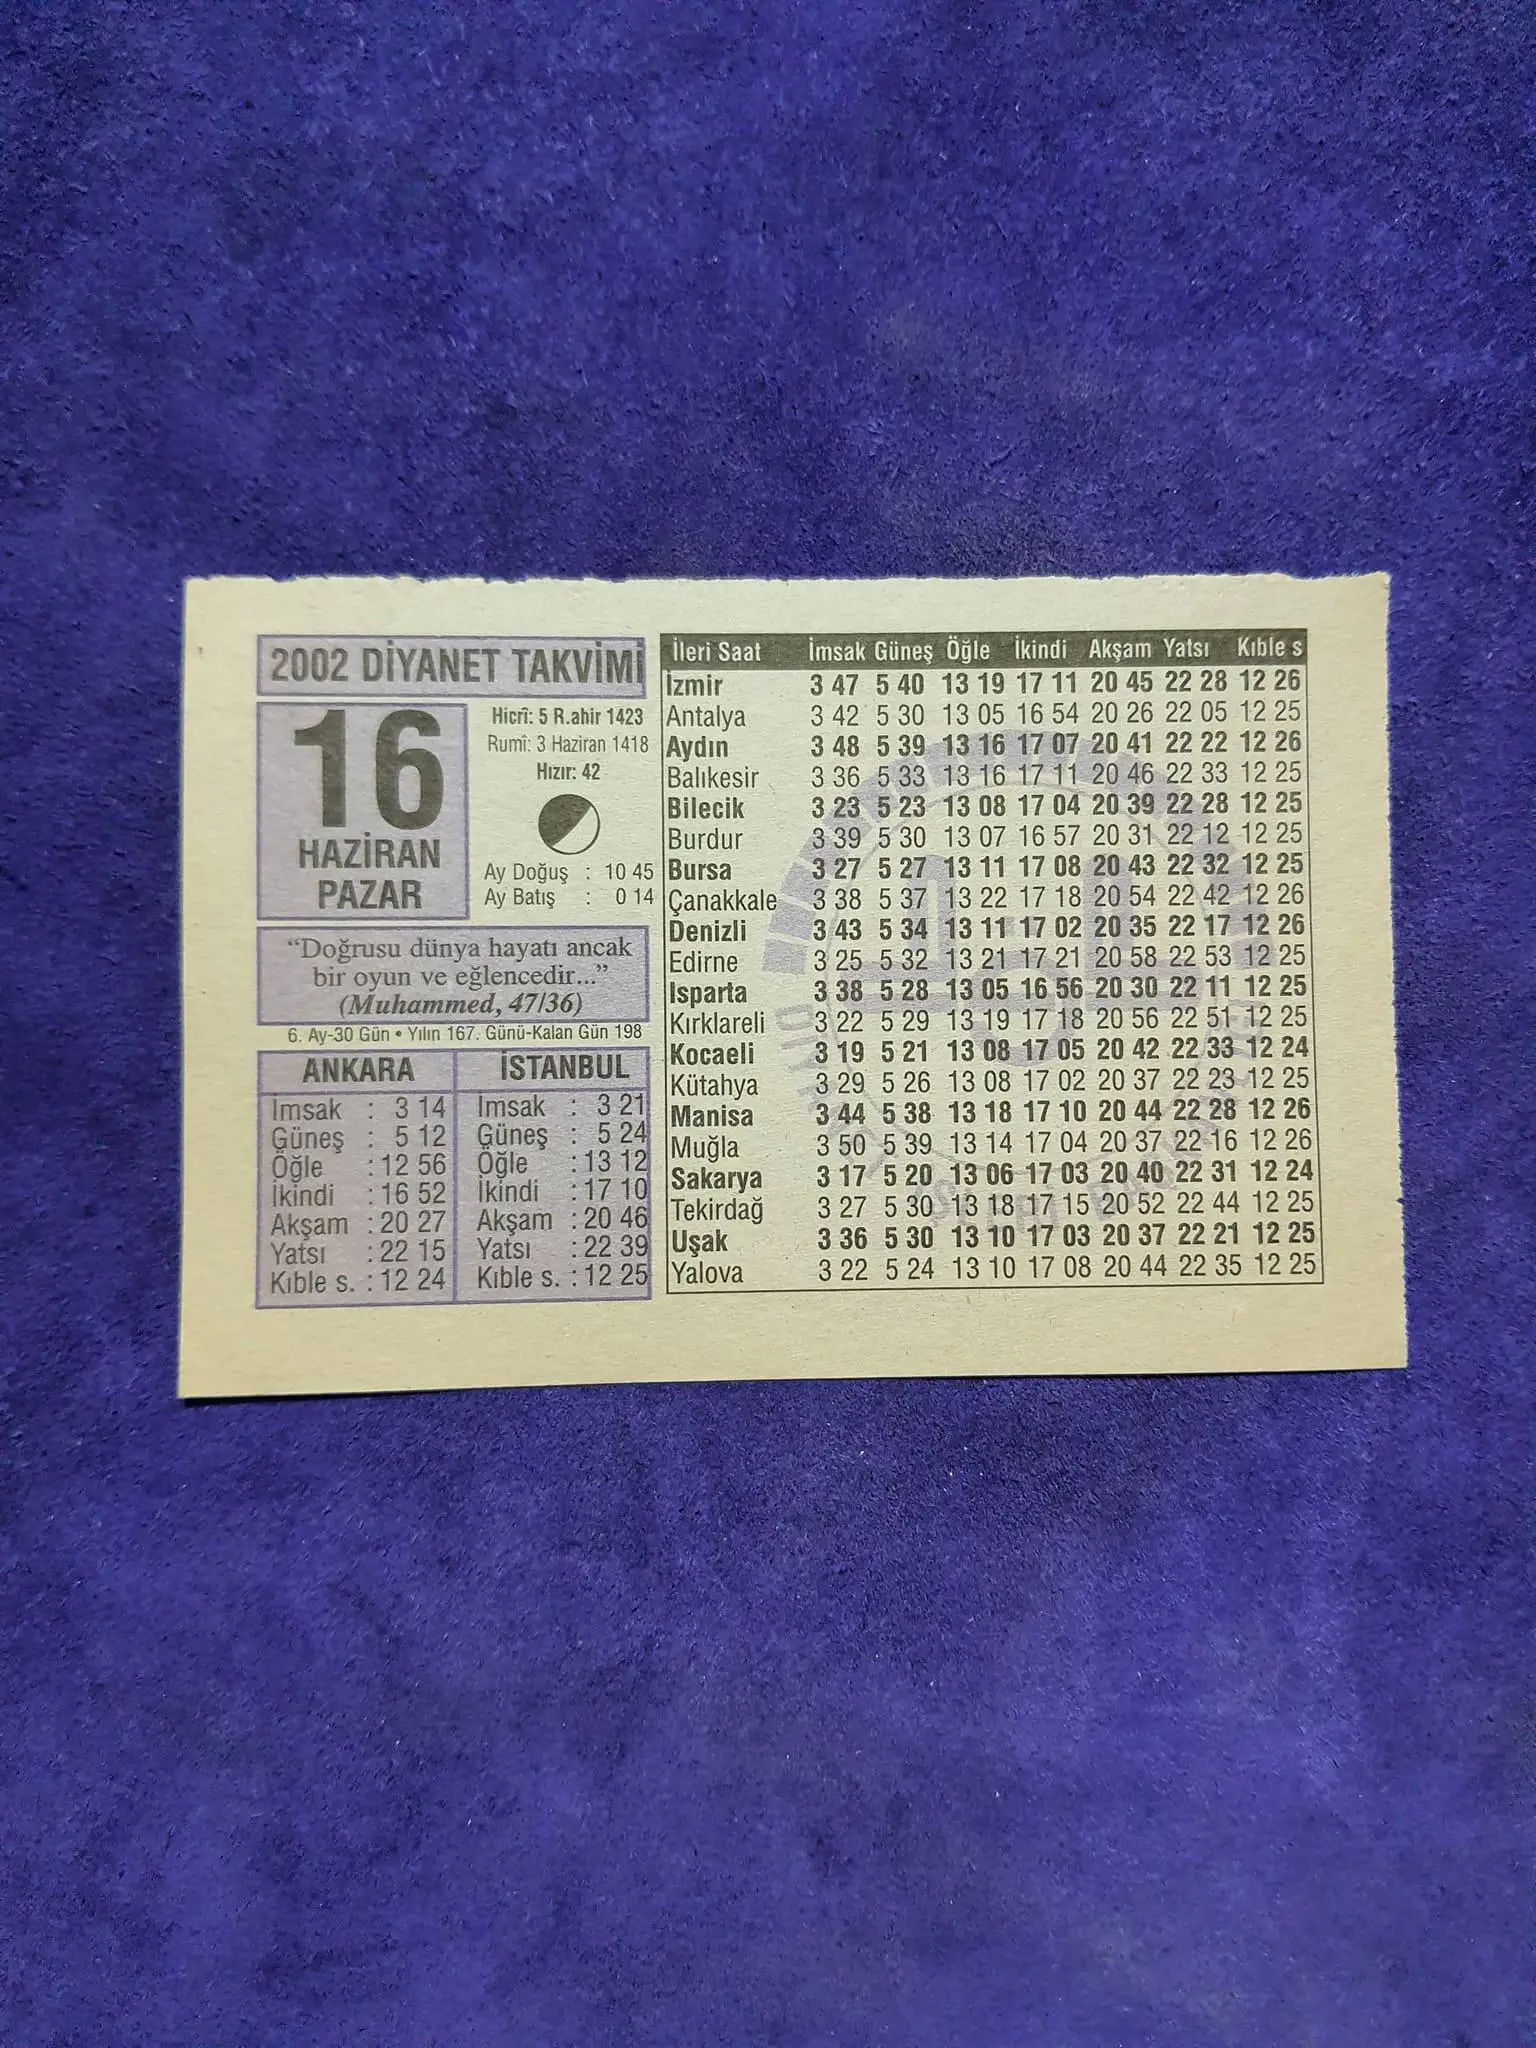 2002 DİYANET TAKVİMİ
16
HAZİRAN
PAZAR
Hicrî: 5 R.ahir 1423
Rumî: 3 Haziran 1418
Hızır: 42
Ay Doğuş : 10 45
Ay Batış : 0 14
“Doğrusu dünya hayatı ancak
bir oyun ve eğlencedir...”
(Muhammed, 47/36)
6. Ay-30 Gün • Yılın 167. Günü-Kalan Gün 198
ANKARA
İmsak : 3 14
Güneş : 5 12
Öğle : 12 56
İkindi : 16 52
Akşam : 20 27
Yatsı : 22 15
Kıble s. : 12 24
İSTANBUL
İmsak : 3 21
Güneş : 5 24
Öğle : 13 12
İkindi : 17 10
Akşam : 20 46
Yatsı : 22 39
Kıble s. : 12 25
İleri Saat İmsak Güneş Öğle İkindi Akşam Yatsı Kıble s
İzmir 3 47 5 40 13 19 17 11 20 45 22 28 12 26
Antalya 3 42 5 30 13 05 16 54 20 26 22 05 12 25
Aydın 3 48 5 39 13 16 17 07 20 41 22 22 12 26
Balıkesir 3 36 5 33 13 16 17 11 20 46 22 33 12 25
Bilecik 3 23 5 23 13 08 17 04 20 39 22 28 12 25
Burdur 3 39 5 30 13 07 16 57 20 31 22 12 12 25
Bursa 3 27 5 27 13 11 17 08 20 43 22 32 12 25
Çanakkale 3 38 5 37 13 22 17 18 20 54 22 42 12 26
Denizli 3 43 5 34 13 11 17 02 20 35 22 17 12 26
Edirne 3 25 5 32 13 21 17 21 20 58 22 53 12 25
Isparta 3 38 5 28 13 05 16 56 20 30 22 11 12 25
Kırklareli 3 22 5 29 13 19 17 18 20 56 22 51 12 25
Kocaeli 3 19 5 21 13 08 17 05 20 42 22 33 12 24
Kütahya 3 29 5 26 13 08 17 02 20 37 22 23 12 25
Manisa 3 44 5 38 13 18 17 10 20 44 22 28 12 26
Muğla 3 50 5 39 13 14 17 04 20 37 22 16 12 26
Sakarya 3 17 5 20 13 06 17 03 20 40 22 31 12 24
Tekirdağ 3 27 5 30 13 18 17 15 20 52 22 44 12 25
Uşak 3 36 5 30 13 10 17 03 20 37 22 21 12 25
Yalova 3 22 5 24 13 10 17 08 20 44 22 35 12 25